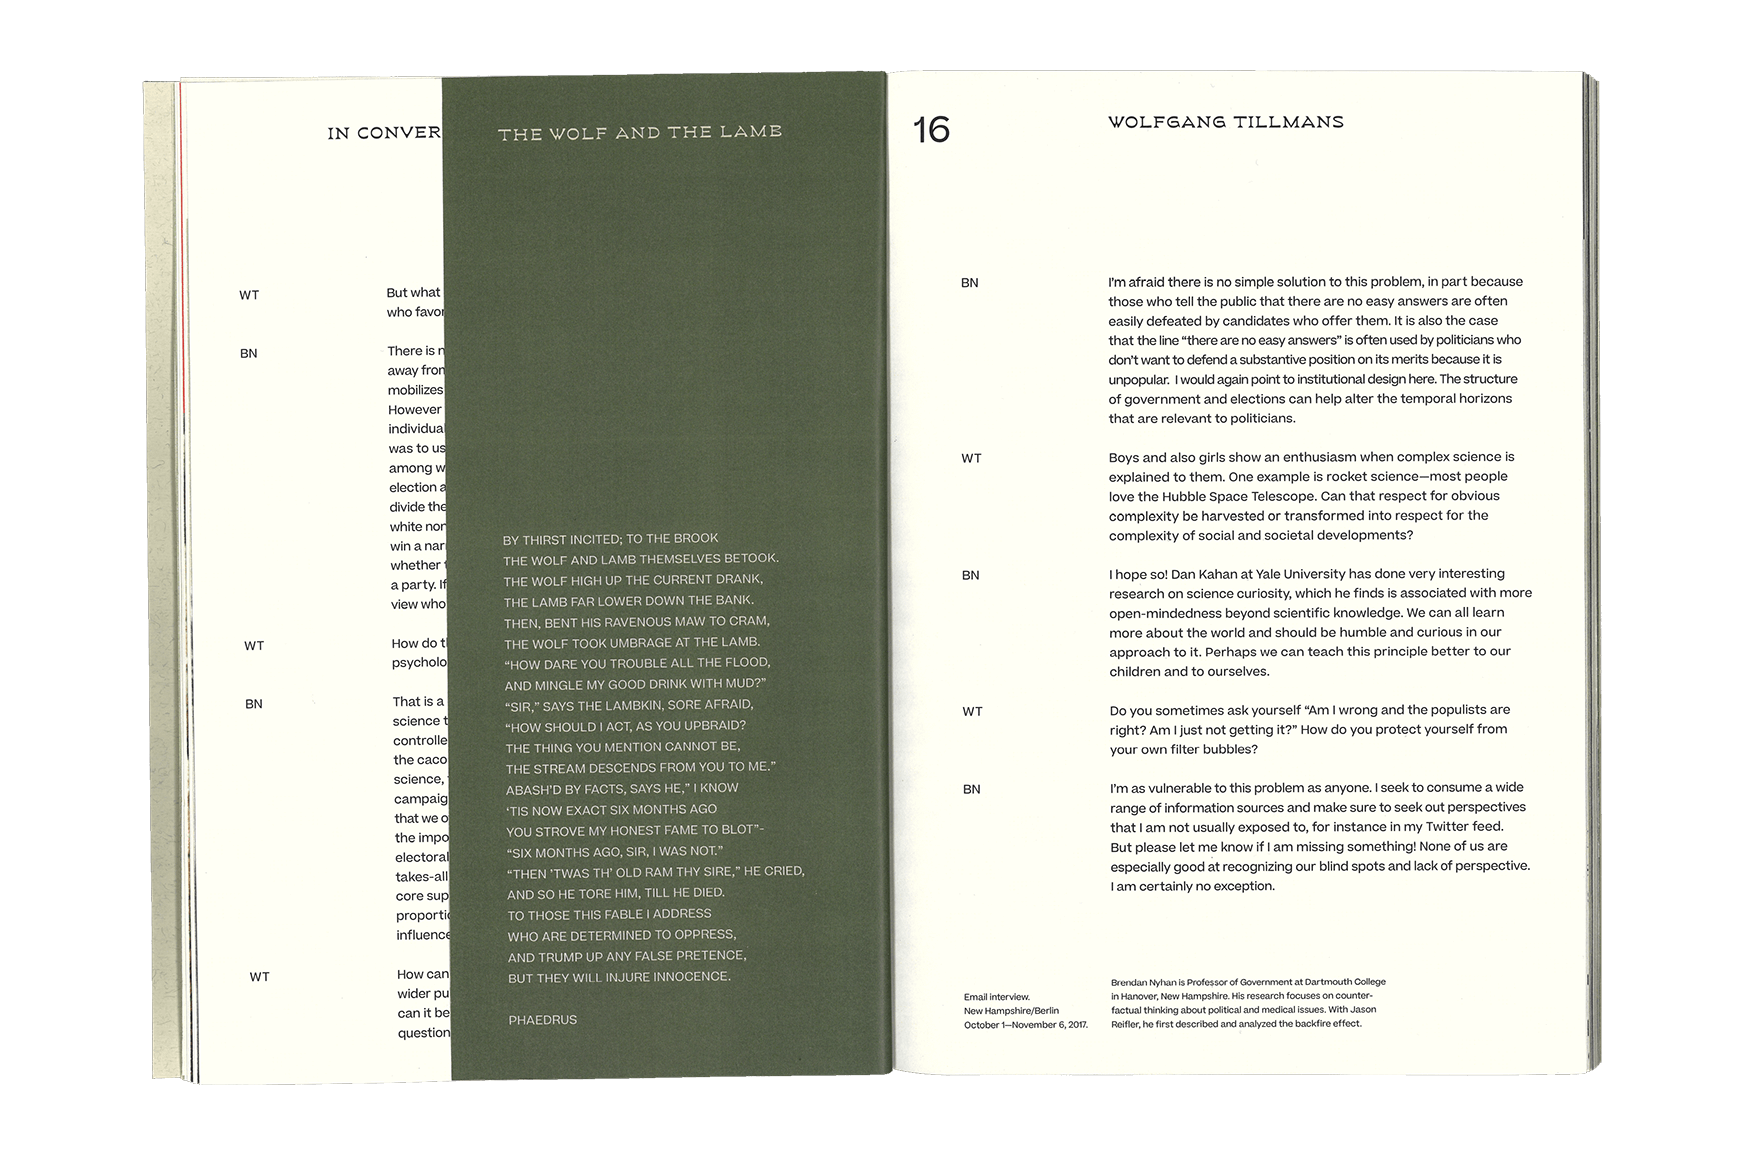 IN CONVER
WT
But what
who favor
BN
There is n
away from
mobilizes
However
individual
was to us
among w
election a
divide the
white non
win a nar
whether
a party. If
view who
WT
How do t
psycholo
BN
That is a
science t
controlle
the caco
science,
campaig
that we o
the impo
electoral
takes-all
core sup
proportio
influence
WT
How can
wider pu
can it be
question
THE WOLF AND THE LAMB
BY THIRST INCITED; TO THE BROOK
THE WOLF AND LAMB THEMSELVES BETOOK.
THE WOLF HIGH UP THE CURRENT DRANK,
THE LAMB FAR LOWER DOWN THE BANK.
THEN, BENT HIS RAVENOUS MAW TO CRAM,
THE WOLF TOOK UMBRAGE AT THE LAMB.
“HOW DARE YOU TROUBLE ALL THE FLOOD,
AND MINGLE MY GOOD DRINK WITH MUD?”
“SIR,” SAYS THE LAMBKIN, SORE AFRAID,
“HOW SHOULD I ACT, AS YOU UPBRAID?
THE THING YOU MENTION CANNOT BE,
THE STREAM DESCENDS FROM YOU TO ME.”
ABASH’D BY FACTS, SAYS HE,” I KNOW
‘TIS NOW EXACT SIX MONTHS AGO
YOU STROVE MY HONEST FAME TO BLOT”-
“SIX MONTHS AGO, SIR, I WAS NOT.”
“THEN ’TWAS TH’ OLD RAM THY SIRE,” HE CRIED,
AND SO HE TORE HIM, TILL HE DIED.
TO THOSE THIS FABLE I ADDRESS
WHO ARE DETERMINED TO OPPRESS,
AND TRUMP UP ANY FALSE PRETENCE,
BUT THEY WILL INJURE INNOCENCE.
PHAEDRUS
16
WOLFGANG TILLMANS
BN
I’m afraid there is no simple solution to this problem, in part because
those who tell the public that there are no easy answers are often
easily defeated by candidates who offer them. It is also the case
that the line “there are no easy answers” is often used by politicians who
don’t want to defend a substantive position on its merits because it is
unpopular.  I would again point to institutional design here. The structure
of government and elections can help alter the temporal horizons
that are relevant to politicians.
WT
Boys and also girls show an enthusiasm when complex science is
explained to them. One example is rocket science—most people
love the Hubble Space Telescope. Can that respect for obvious
complexity be harvested or transformed into respect for the
complexity of social and societal developments?
BN
I hope so! Dan Kahan at Yale University has done very interesting
research on science curiosity, which he finds is associated with more
open-mindedness beyond scientific knowledge. We can all learn
more about the world and should be humble and curious in our
approach to it. Perhaps we can teach this principle better to our
children and to ourselves.
WT
Do you sometimes ask yourself “Am I wrong and the populists are
right? Am I just not getting it?” How do you protect yourself from
your own filter bubbles?
BN
I’m as vulnerable to this problem as anyone. I seek to consume a wide
range of information sources and make sure to seek out perspectives
that I am not usually exposed to, for instance in my Twitter feed.
But please let me know if I am missing something! None of us are
especially good at recognizing our blind spots and lack of perspective.
I am certainly no exception.
Email interview.
New Hampshire/Berlin
October 1—November 6, 2017.
Brendan Nyhan is Professor of Government at Dartmouth College
in Hanover, New Hampshire. His research focuses on counter-
factual thinking about political and medical issues. With Jason
Reifler, he first described and analyzed the backfire effect.